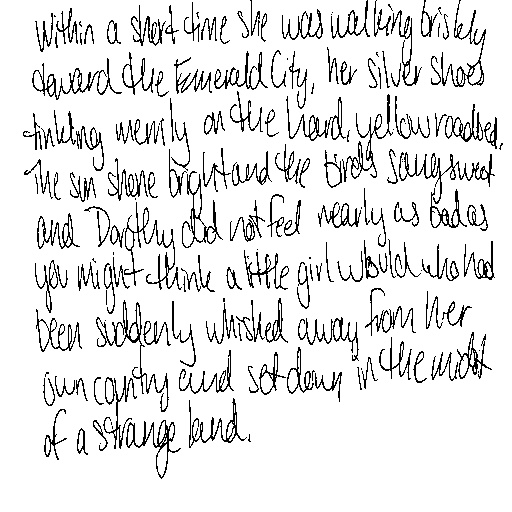 Within a short time she was walking briskly
toward the Emerald City, her silver shoes
tinkling merrily on the hard, yellow roadbed.
The sun shone bright and the birds sang sweet
and Dorothy did not feel nearly as bad as
you might think a little girl would who had
been suddenly whisked away from her
own country and set down in the midst
of a strange land.